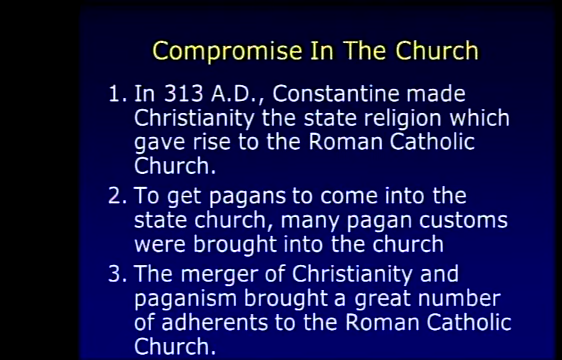 Compromise In The Church
1. In 313 A.D., Constantine made
Christianity the state religion which
gave rise to the Roman Catholic
Church.
2. To get pagans to come into the
state church, many pagan customs
were brought into the church
3. The merger of Christianity and
paganism brought a great number
of adherents to the Roman Catholic
Church.